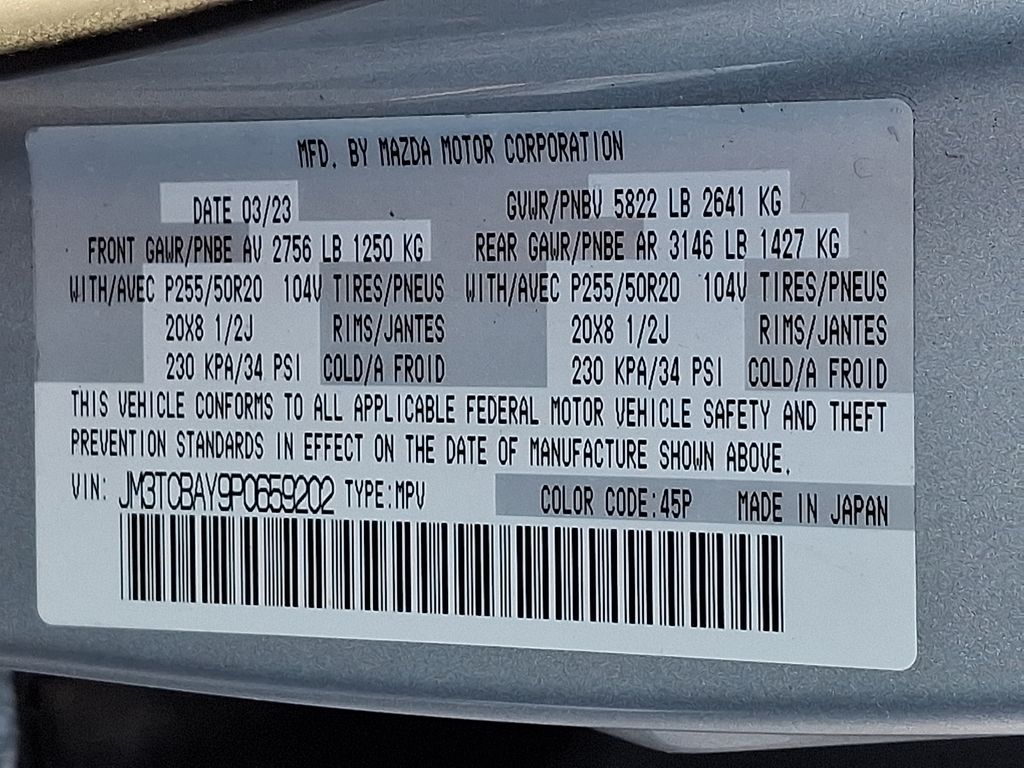 MFD. BY MAZDA MOTOR CORPORATION
DATE 03/23 GVWR/PNBV 5822 LB 2641 KG
FRONT GAWR/PNBE AV 2756 LB 1250 KG REAR GAWR/PNBE AR 3146 LB 1427 KG
WITH/AVEC P255/50R20 104V TIRES/PNEUS WITH/AVEC P255/50R20 104V TIRES/PNEUS
20X8 1/2J RIMS/JANTES 20X8 1/2J RIMS/JANTES
230 KPA/34 PSI COLD/A FROID 230 KPA/34 PSI COLD/A FROID
THIS VEHICLE CONFORMS TO ALL APPLICABLE FEDERAL MOTOR VEHICLE SAFETY AND THEFT
PREVENTION STANDARDS IN EFFECT ON THE DATE OF MANUFACTURE SHOWN ABOVE.
VIN: JM3TCBAY9P0659202 TYPE:MPV COLOR CODE:45P MADE IN JAPAN